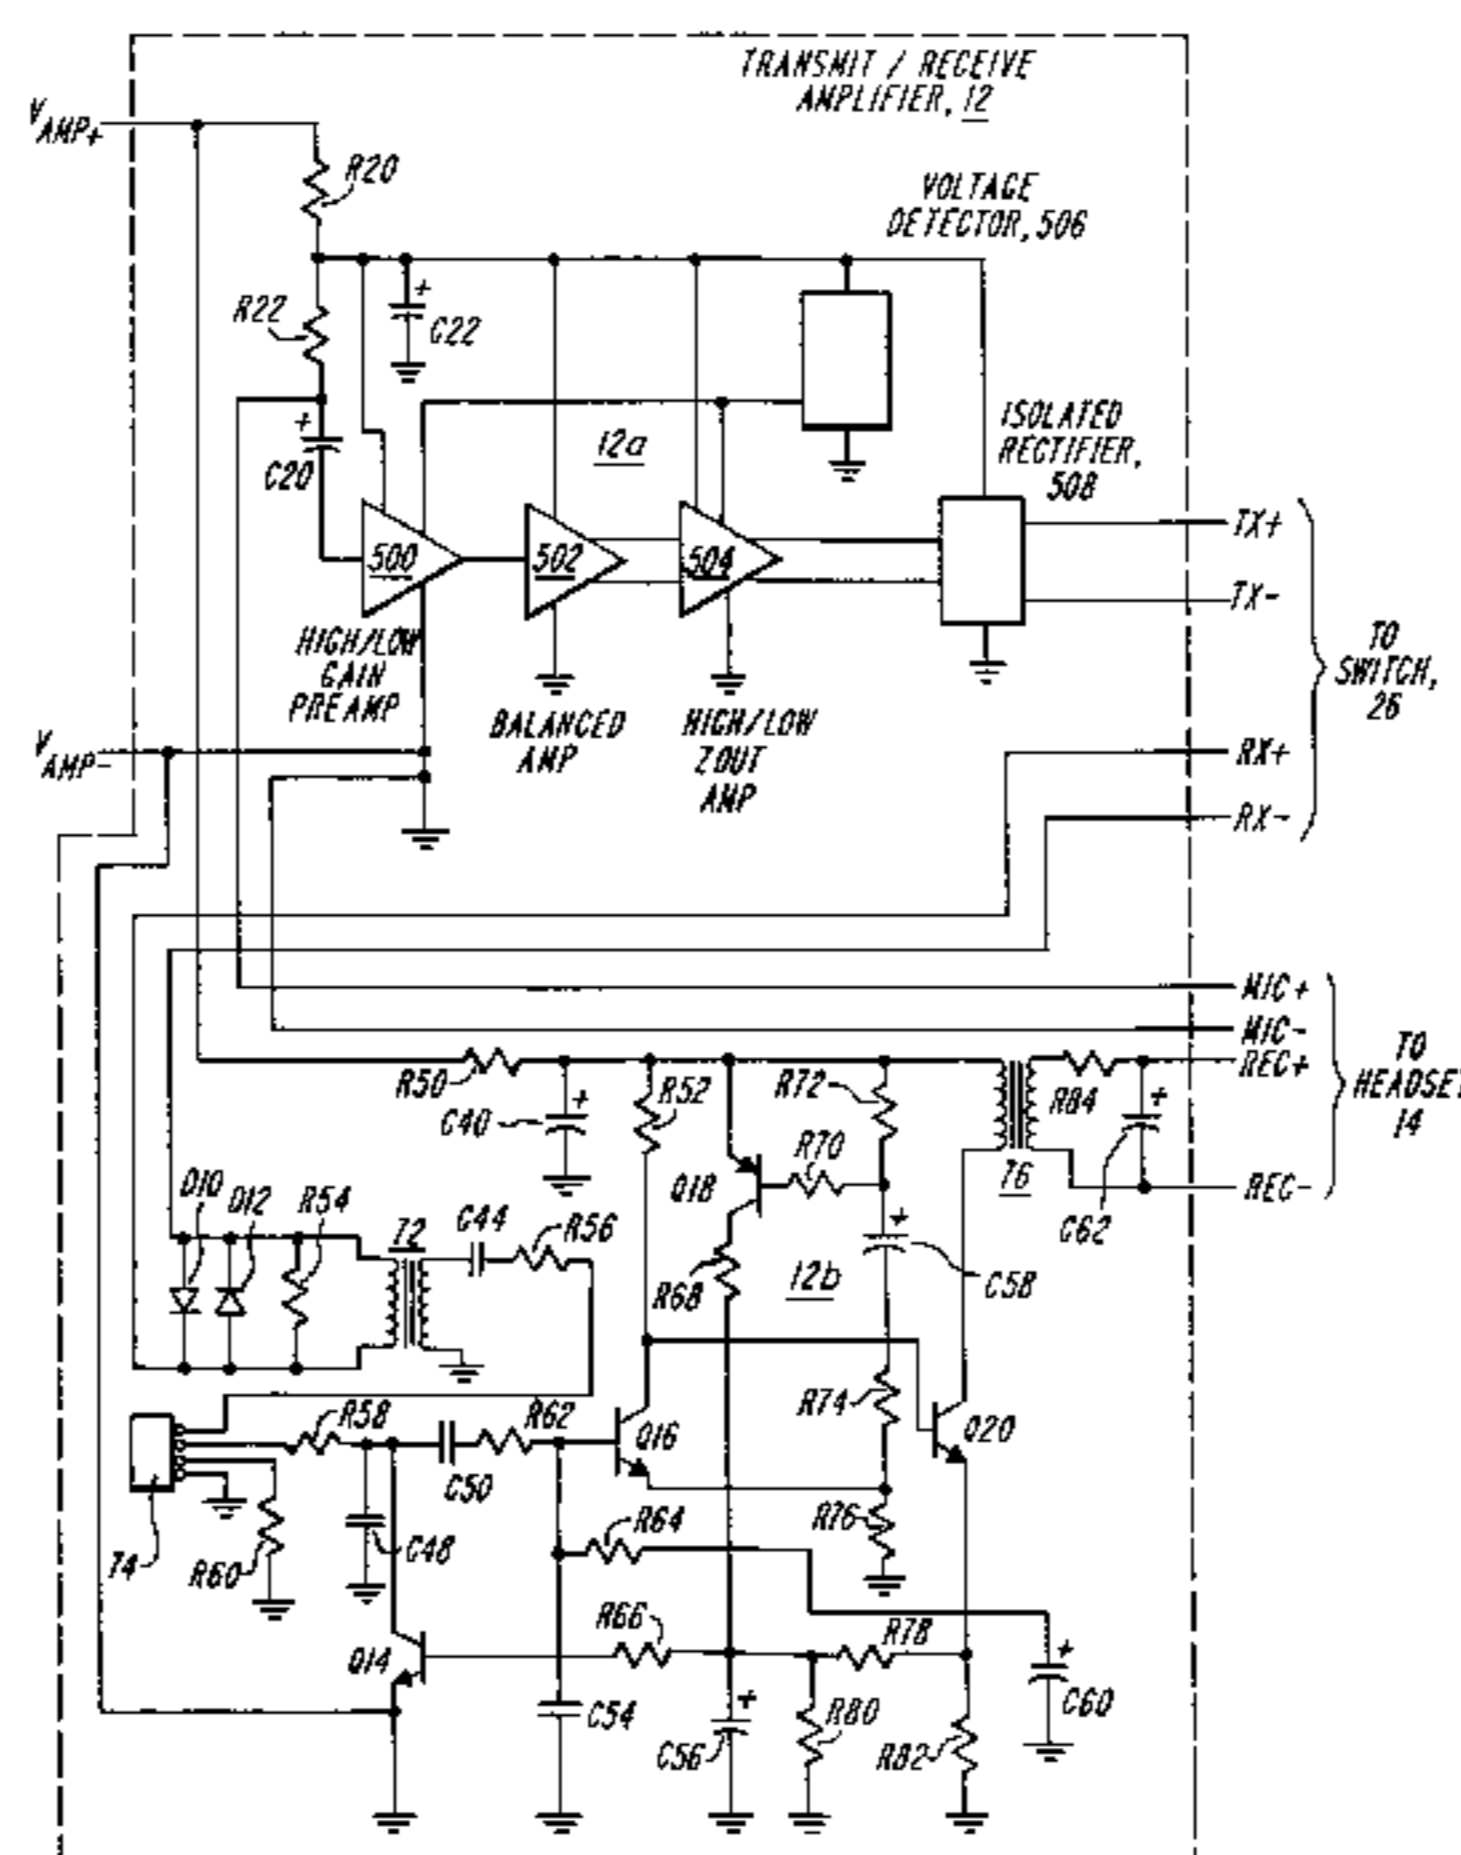 TRANSMIT / RECEIVE
AMPLIFIER, 12
VAMP+
R20
VOLTAGE
DETECTOR, 506
R22
C22
ISOLATED
RECTIFIER,
508
12a
C20
TX+
500
502
504
TX-
HIGH/LOW
GAIN
PREAMP
TO
SWITCH,
26
BALANCED
AMP
HIGH/LOW
ZOUT
AMP
VAMP-
RX+
RX-
MIC+
MIC-
REC+
TO
HEADSET
14
R50
R52
R72
R84
C40
R70
Q18
76
REC-
C62
D10
D12
R54
72
C44
R56
R68
12b
C58
R58
R62
Q16
R74
Q20
C50
R76
74
R60
C48
R64
R66
R78
Q14
C54
C56
R80
R82
C60